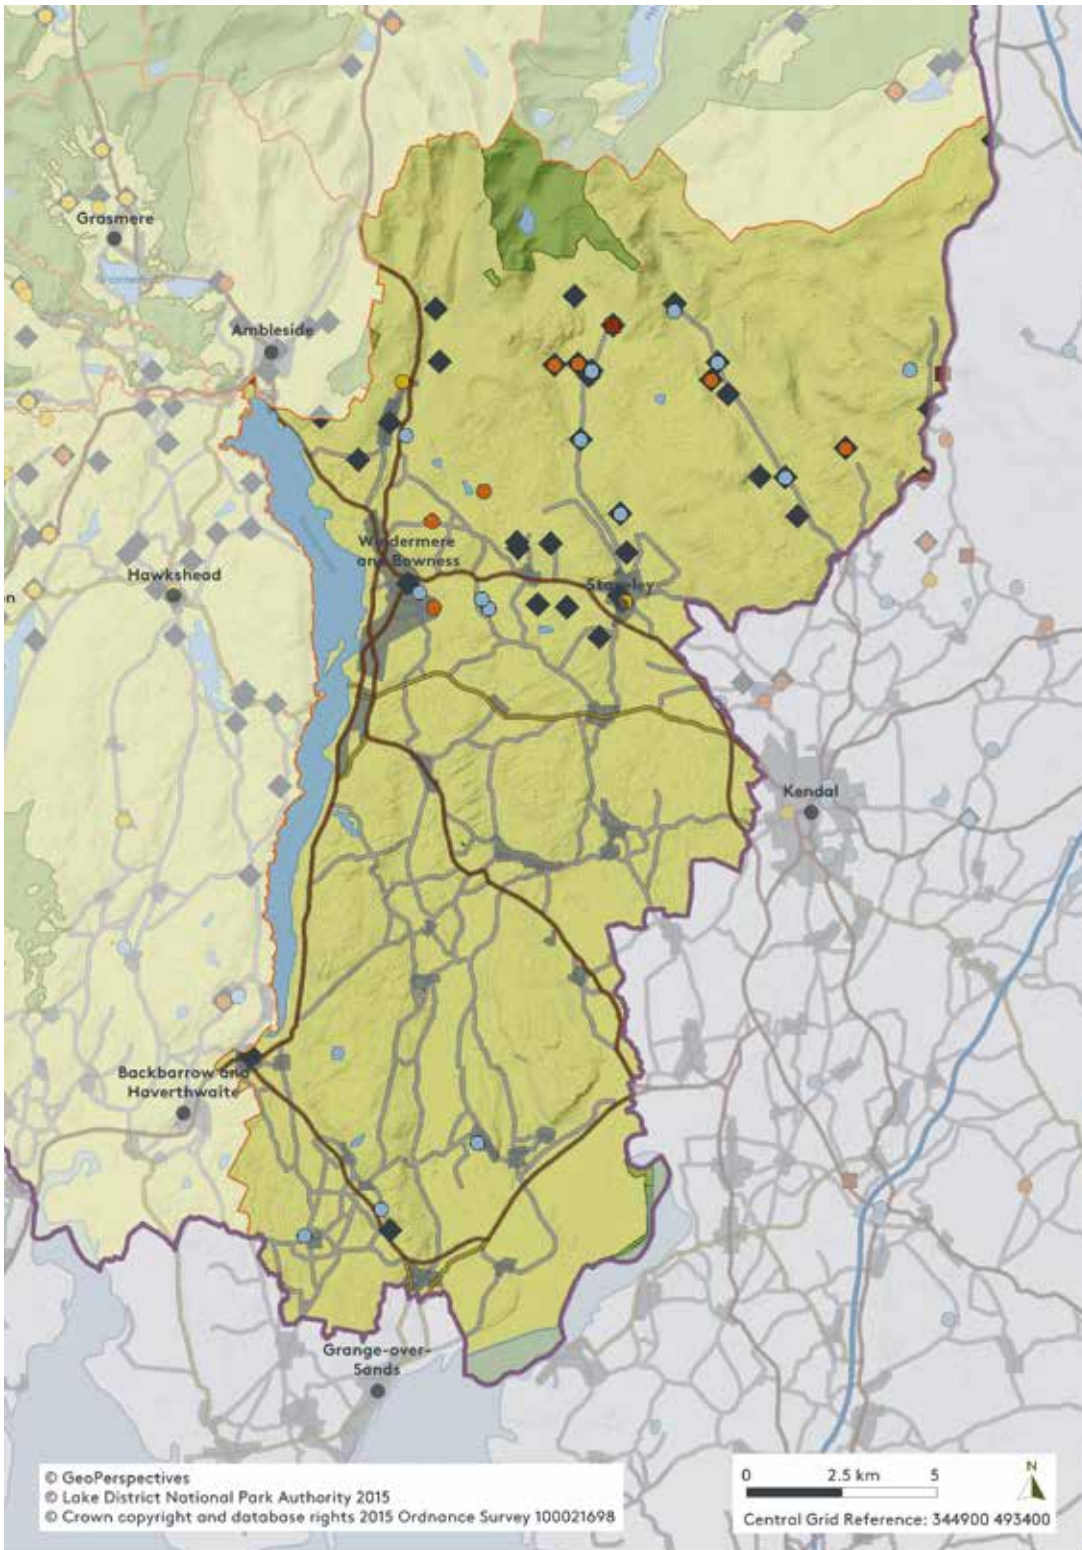 Grasmere
Ambleside
Windermere
and Bowness
Hawkshead
Staveley
n
Kendal
Backbarrow and
Haverthwaite
Grange-over-
Sands
© GeoPerspectives
© Lake District National Park Authority 2015
© Crown copyright and database rights 2015 Ordnance Survey 100021698
0 2.5 km 5
N
Central Grid Reference: 344900 493400